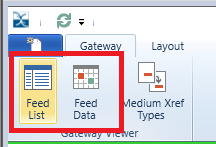 Gateway Layout
Feed Feed Medium Xref
List Data Types
Gateway Viewer